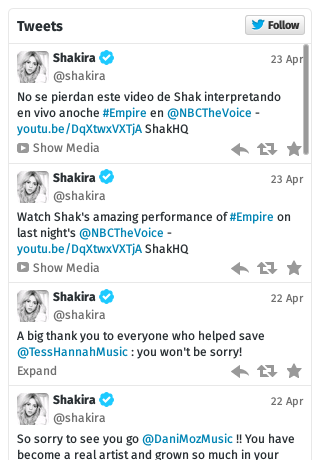 Tweets
Follow
Shakira
23 Apr
@shakira
No se pierdan este video de Shak interpretando
en vivo anoche #Empire en @NBCTheVoice -
youtu.be/DqXtwxVXTjA ShakHQ
Show Media
Shakira
23 Apr
@shakira
Watch Shak's amazing performance of #Empire on
last night's @NBCTheVoice -
youtu.be/DqXtwxVXTjA ShakHQ
Show Media
Shakira
22 Apr
@shakira
A big thank you to everyone who helped save
@TessHannahMusic : you won't be sorry!
Expand
Shakira
22 Apr
@shakira
So sorry to see you go @DaniMozMusic !! You have
become a real artist and grown so much in your